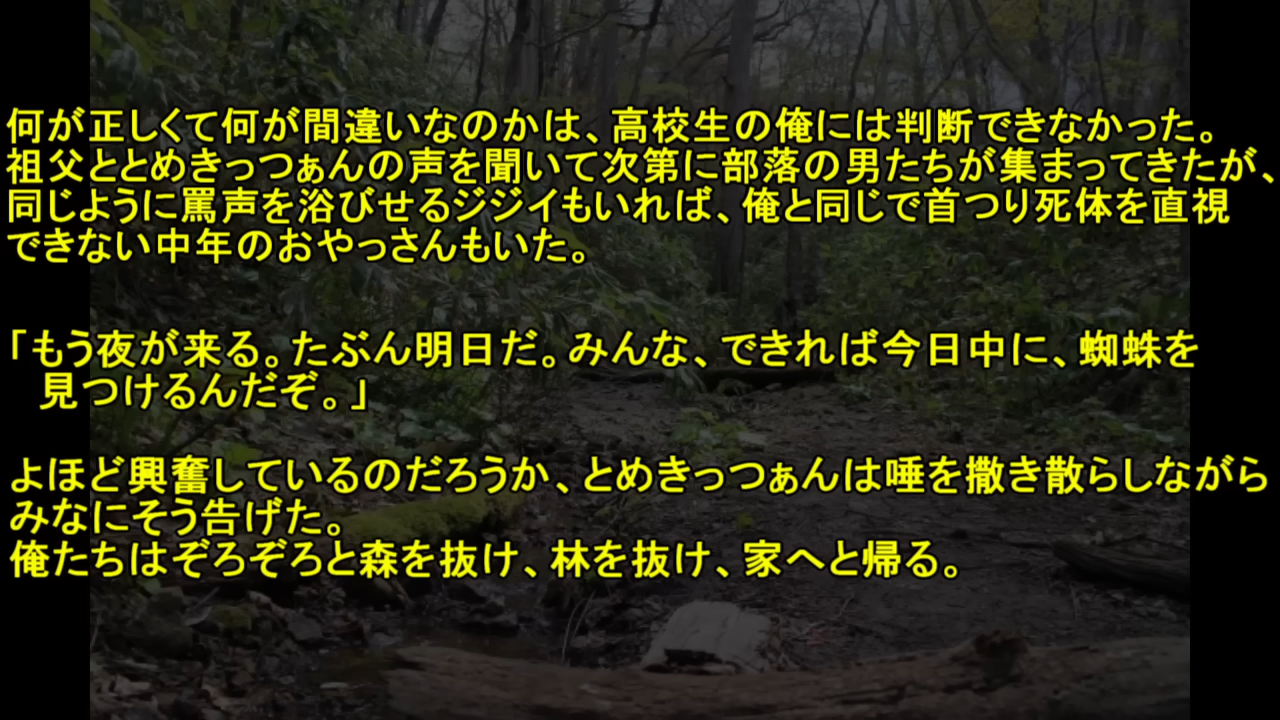 何が正しくて何が間違いなのかは、高校生の俺には判断できなかった。
祖父ととめきっつぁんの声を聞いて次第に部落の男たちが集まってきたが、
同じように罵声を浴びせるジジイもいれば、俺と同じで首つり死体を直視
できない中年のおやっさんもいた。
「もう夜が来る。たぶん明日だ。みんな、できれば今日中に、蜘蛛を
見つけるんだぞ。」
よほど興奮しているのだろうか、とめきっつぁんは唾を撒き散らしながら
みなにそう告げた。
俺たちはぞろぞろと森を抜け、林を抜け、家へと帰る。